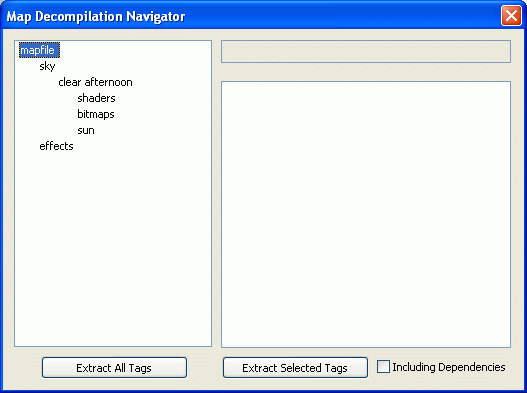 Map Decompilation Navigator
mapfile
sky
clear afternoon
shaders
bitmaps
sun
effects
Extract All Tags
Extract Selected Tags
Including Dependencies